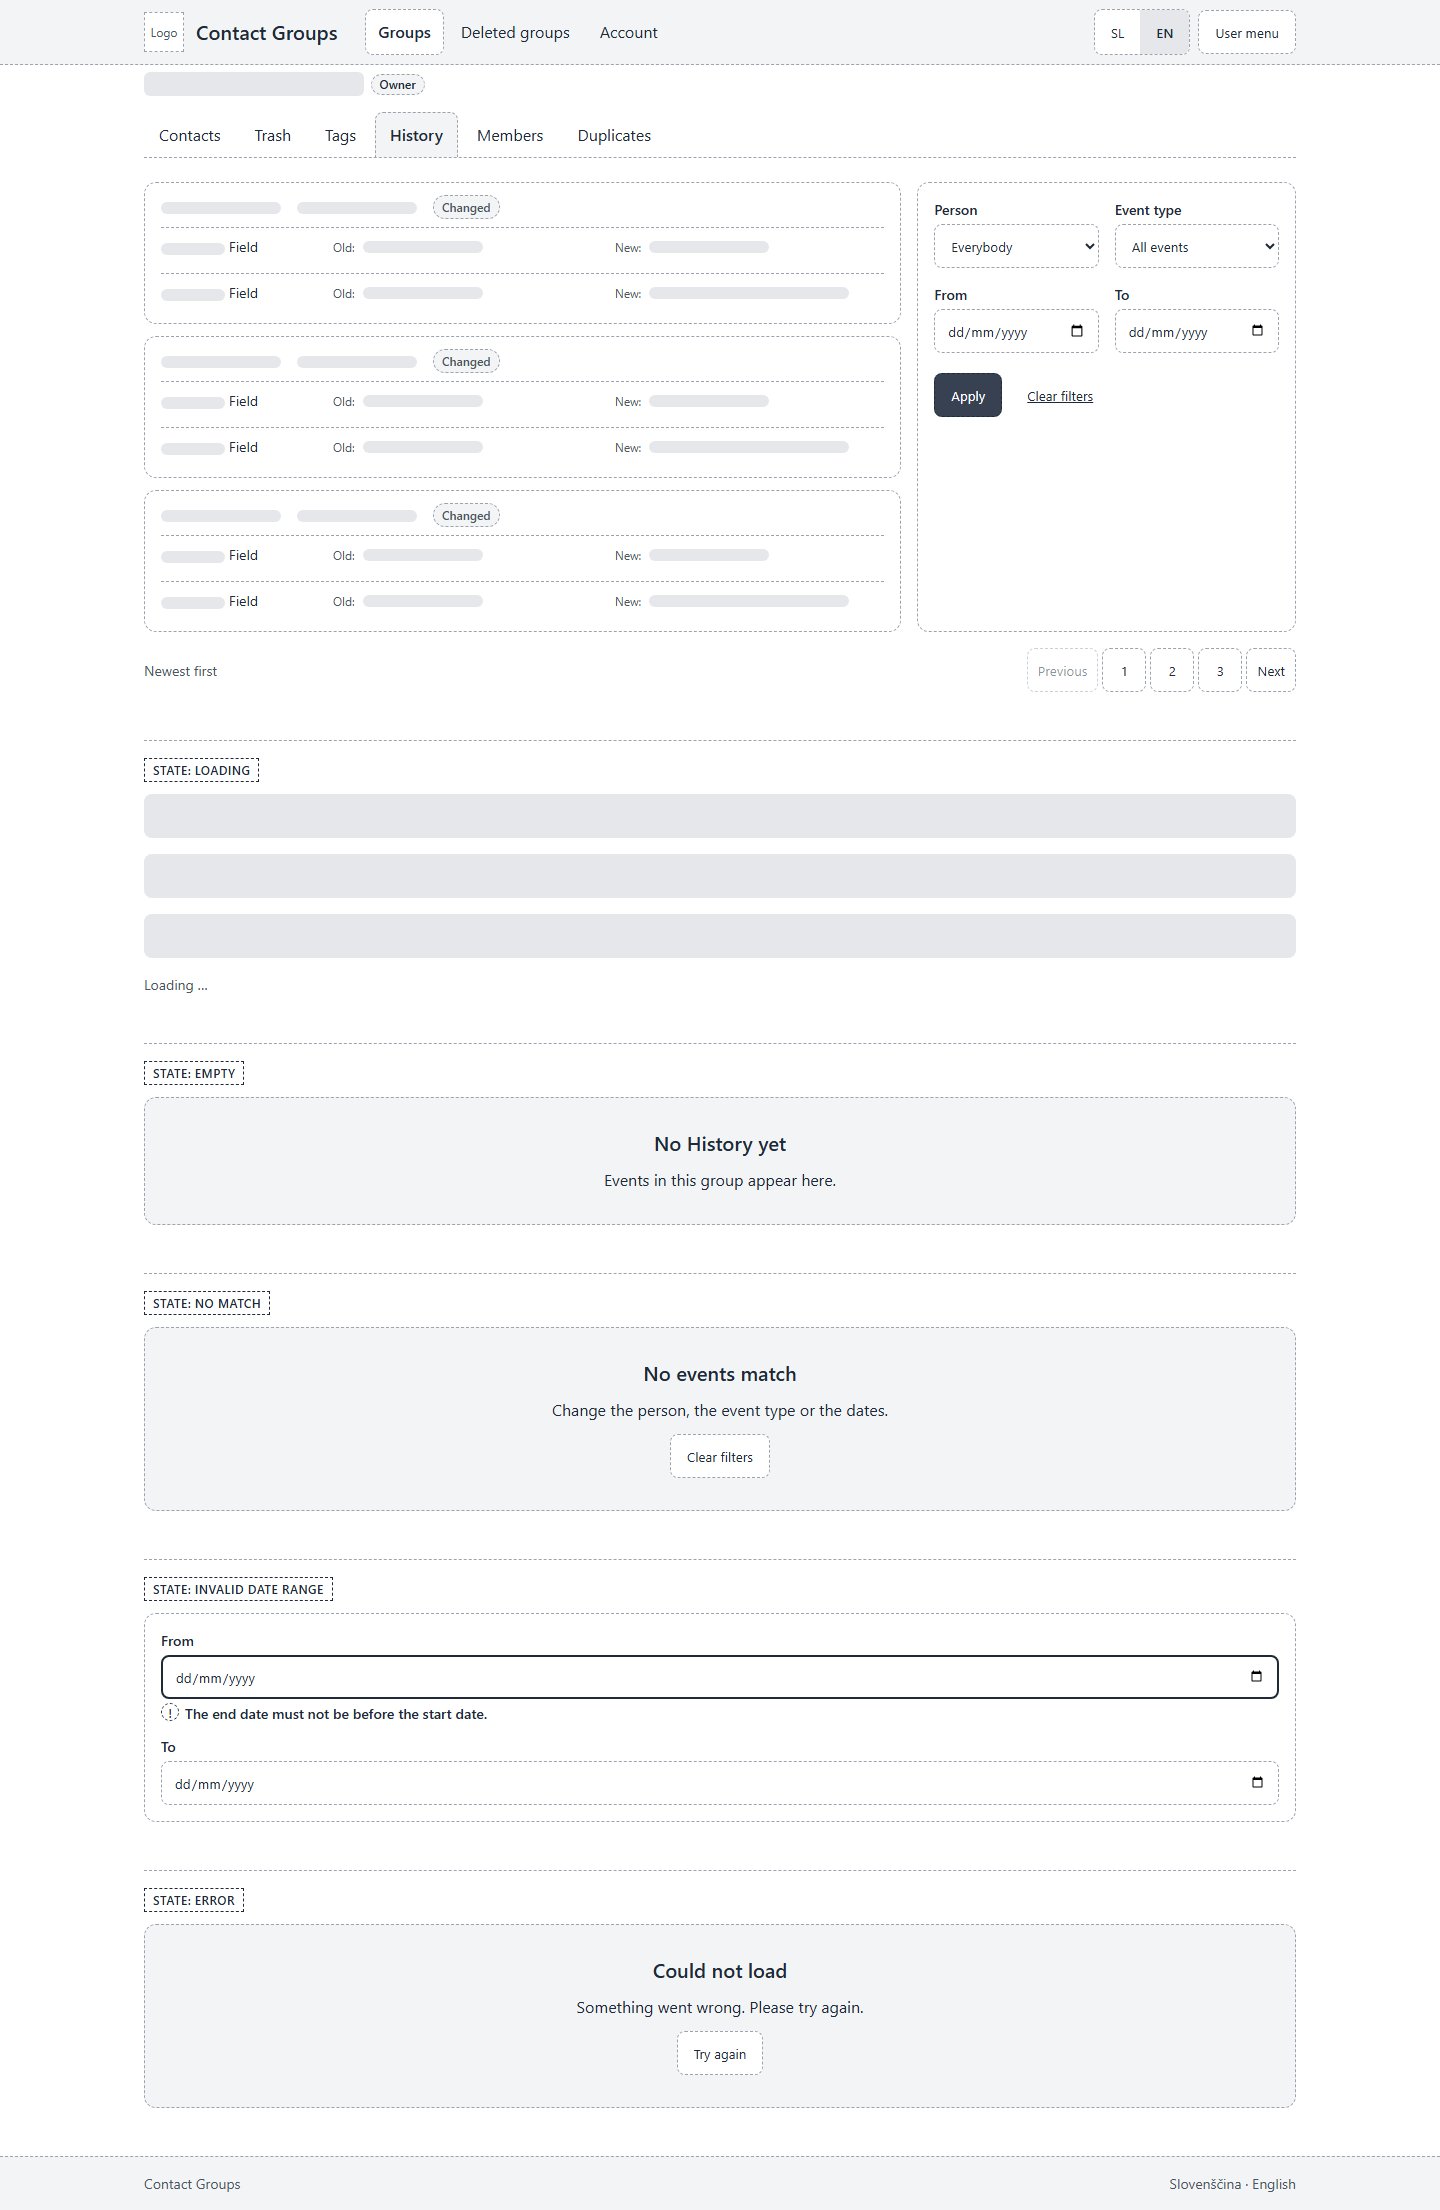 Logo Contact Groups Groups Deleted groups Account SL EN User menu
Owner
Contacts Trash Tags History Members Duplicates
Changed
Field Old: New:
Field Old: New:
Changed
Field Old: New:
Field Old: New:
Changed
Field Old: New:
Field Old: New:
Person Event type
Everybody All events
From To
dd/mm/yyyy dd/mm/yyyy
Apply Clear filters
Newest first Previous 1 2 3 Next
STATE: LOADING
Loading ...
STATE: EMPTY
No History yet
Events in this group appear here.
STATE: NO MATCH
No events match
Change the person, the event type or the dates.
Clear filters
STATE: INVALID DATE RANGE
From
dd/mm/yyyy
! The end date must not be before the start date.
To
dd/mm/yyyy
STATE: ERROR
Could not load
Something went wrong. Please try again.
Try again
Contact Groups Slovenščina · English